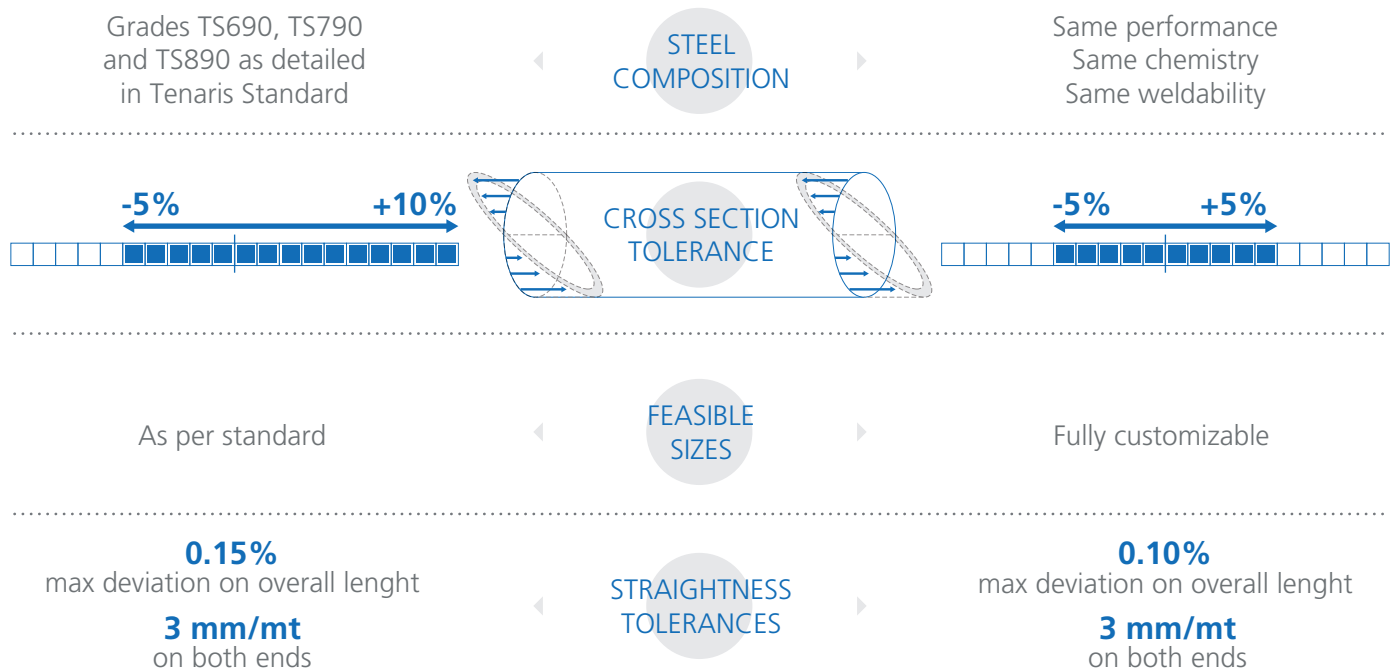 Grades TS690, TS790
and TS890 as detailed
in Tenaris Standard
STEEL
COMPOSITION
Same performance
Same chemistry
Same weldability
-5%
+10%
CROSS SECTION
TOLERANCE
-5%
+5%
As per standard
FEASIBLE
SIZES
Fully customizable
0.15%
max deviation on overall lenght
3 mm/mt
on both ends
STRAIGHTNESS
TOLERANCES
0.10%
max deviation on overall lenght
3 mm/mt
on both ends